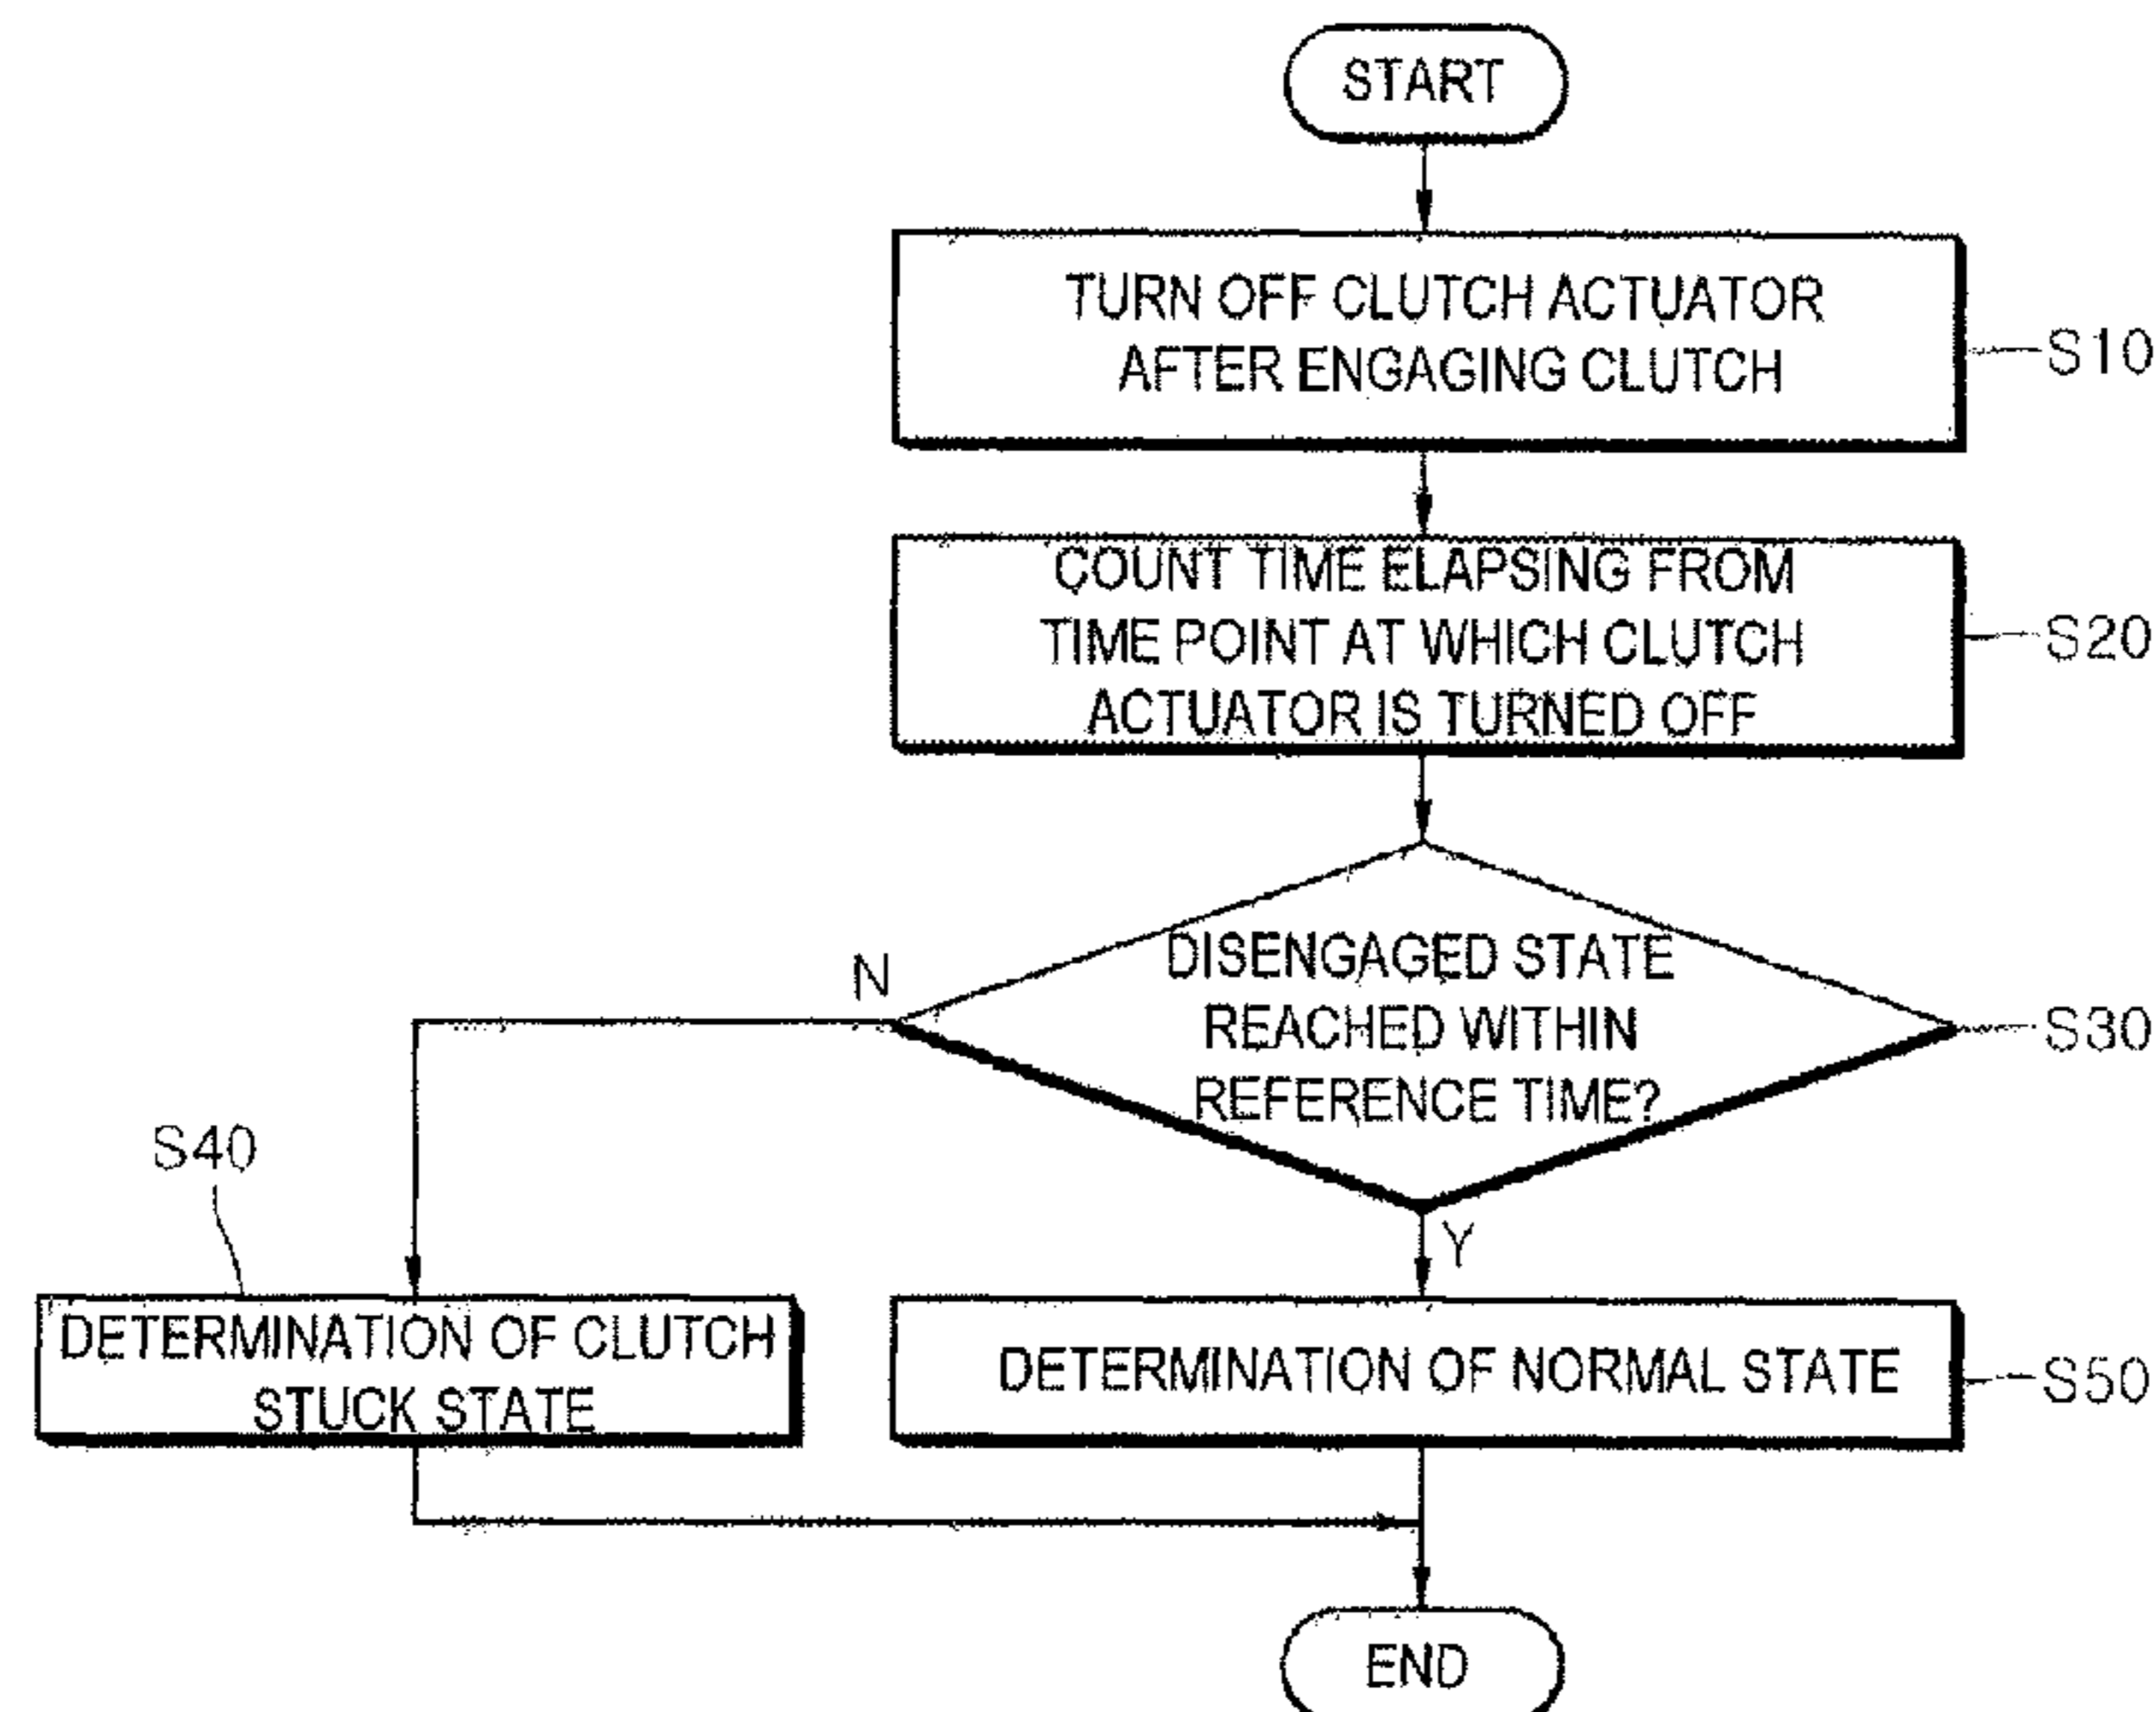 START
TURN OFF CLUTCH ACTUATOR
AFTER ENGAGING CLUTCH
S10
COUNT TIME ELAPSING FROM
TIME POINT AT WHICH CLUTCH
ACTUATOR IS TURNED OFF
S20
DISENGAGED STATE
REACHED WITHIN
REFERENCE TIME?
S30
N
Y
S40
DETERMINATION OF CLUTCH
STUCK STATE
DETERMINATION OF NORMAL STATE
S50
END